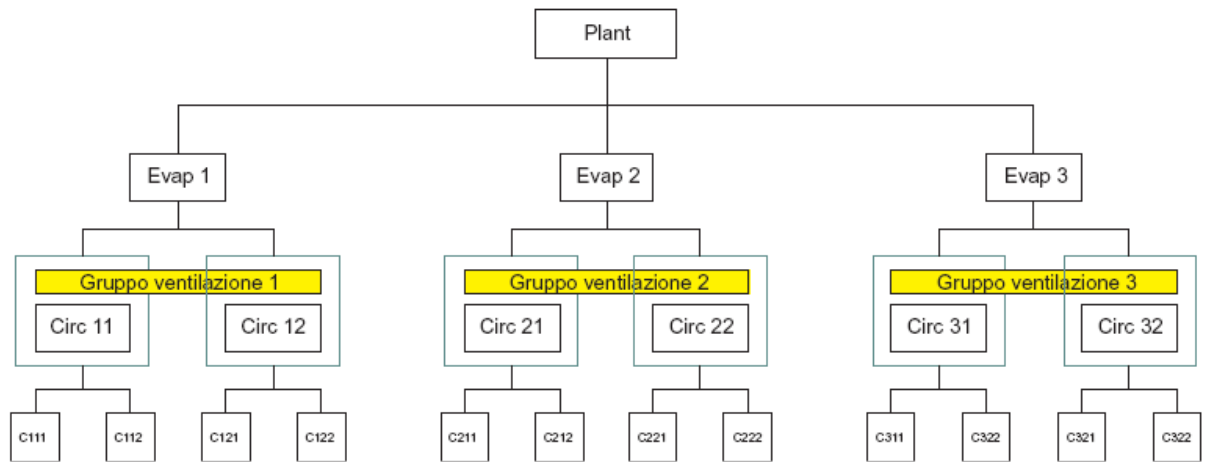 Plant
Evap 1
Evap 2
Evap 3
Gruppo ventilazione 1
Gruppo ventilazione 2
Gruppo ventilazione 3
Circ 11
Circ 12
Circ 21
Circ 22
Circ 31
Circ 32
C111
C112
C121
C122
C211
C212
C221
C222
C311
C322
C321
C322